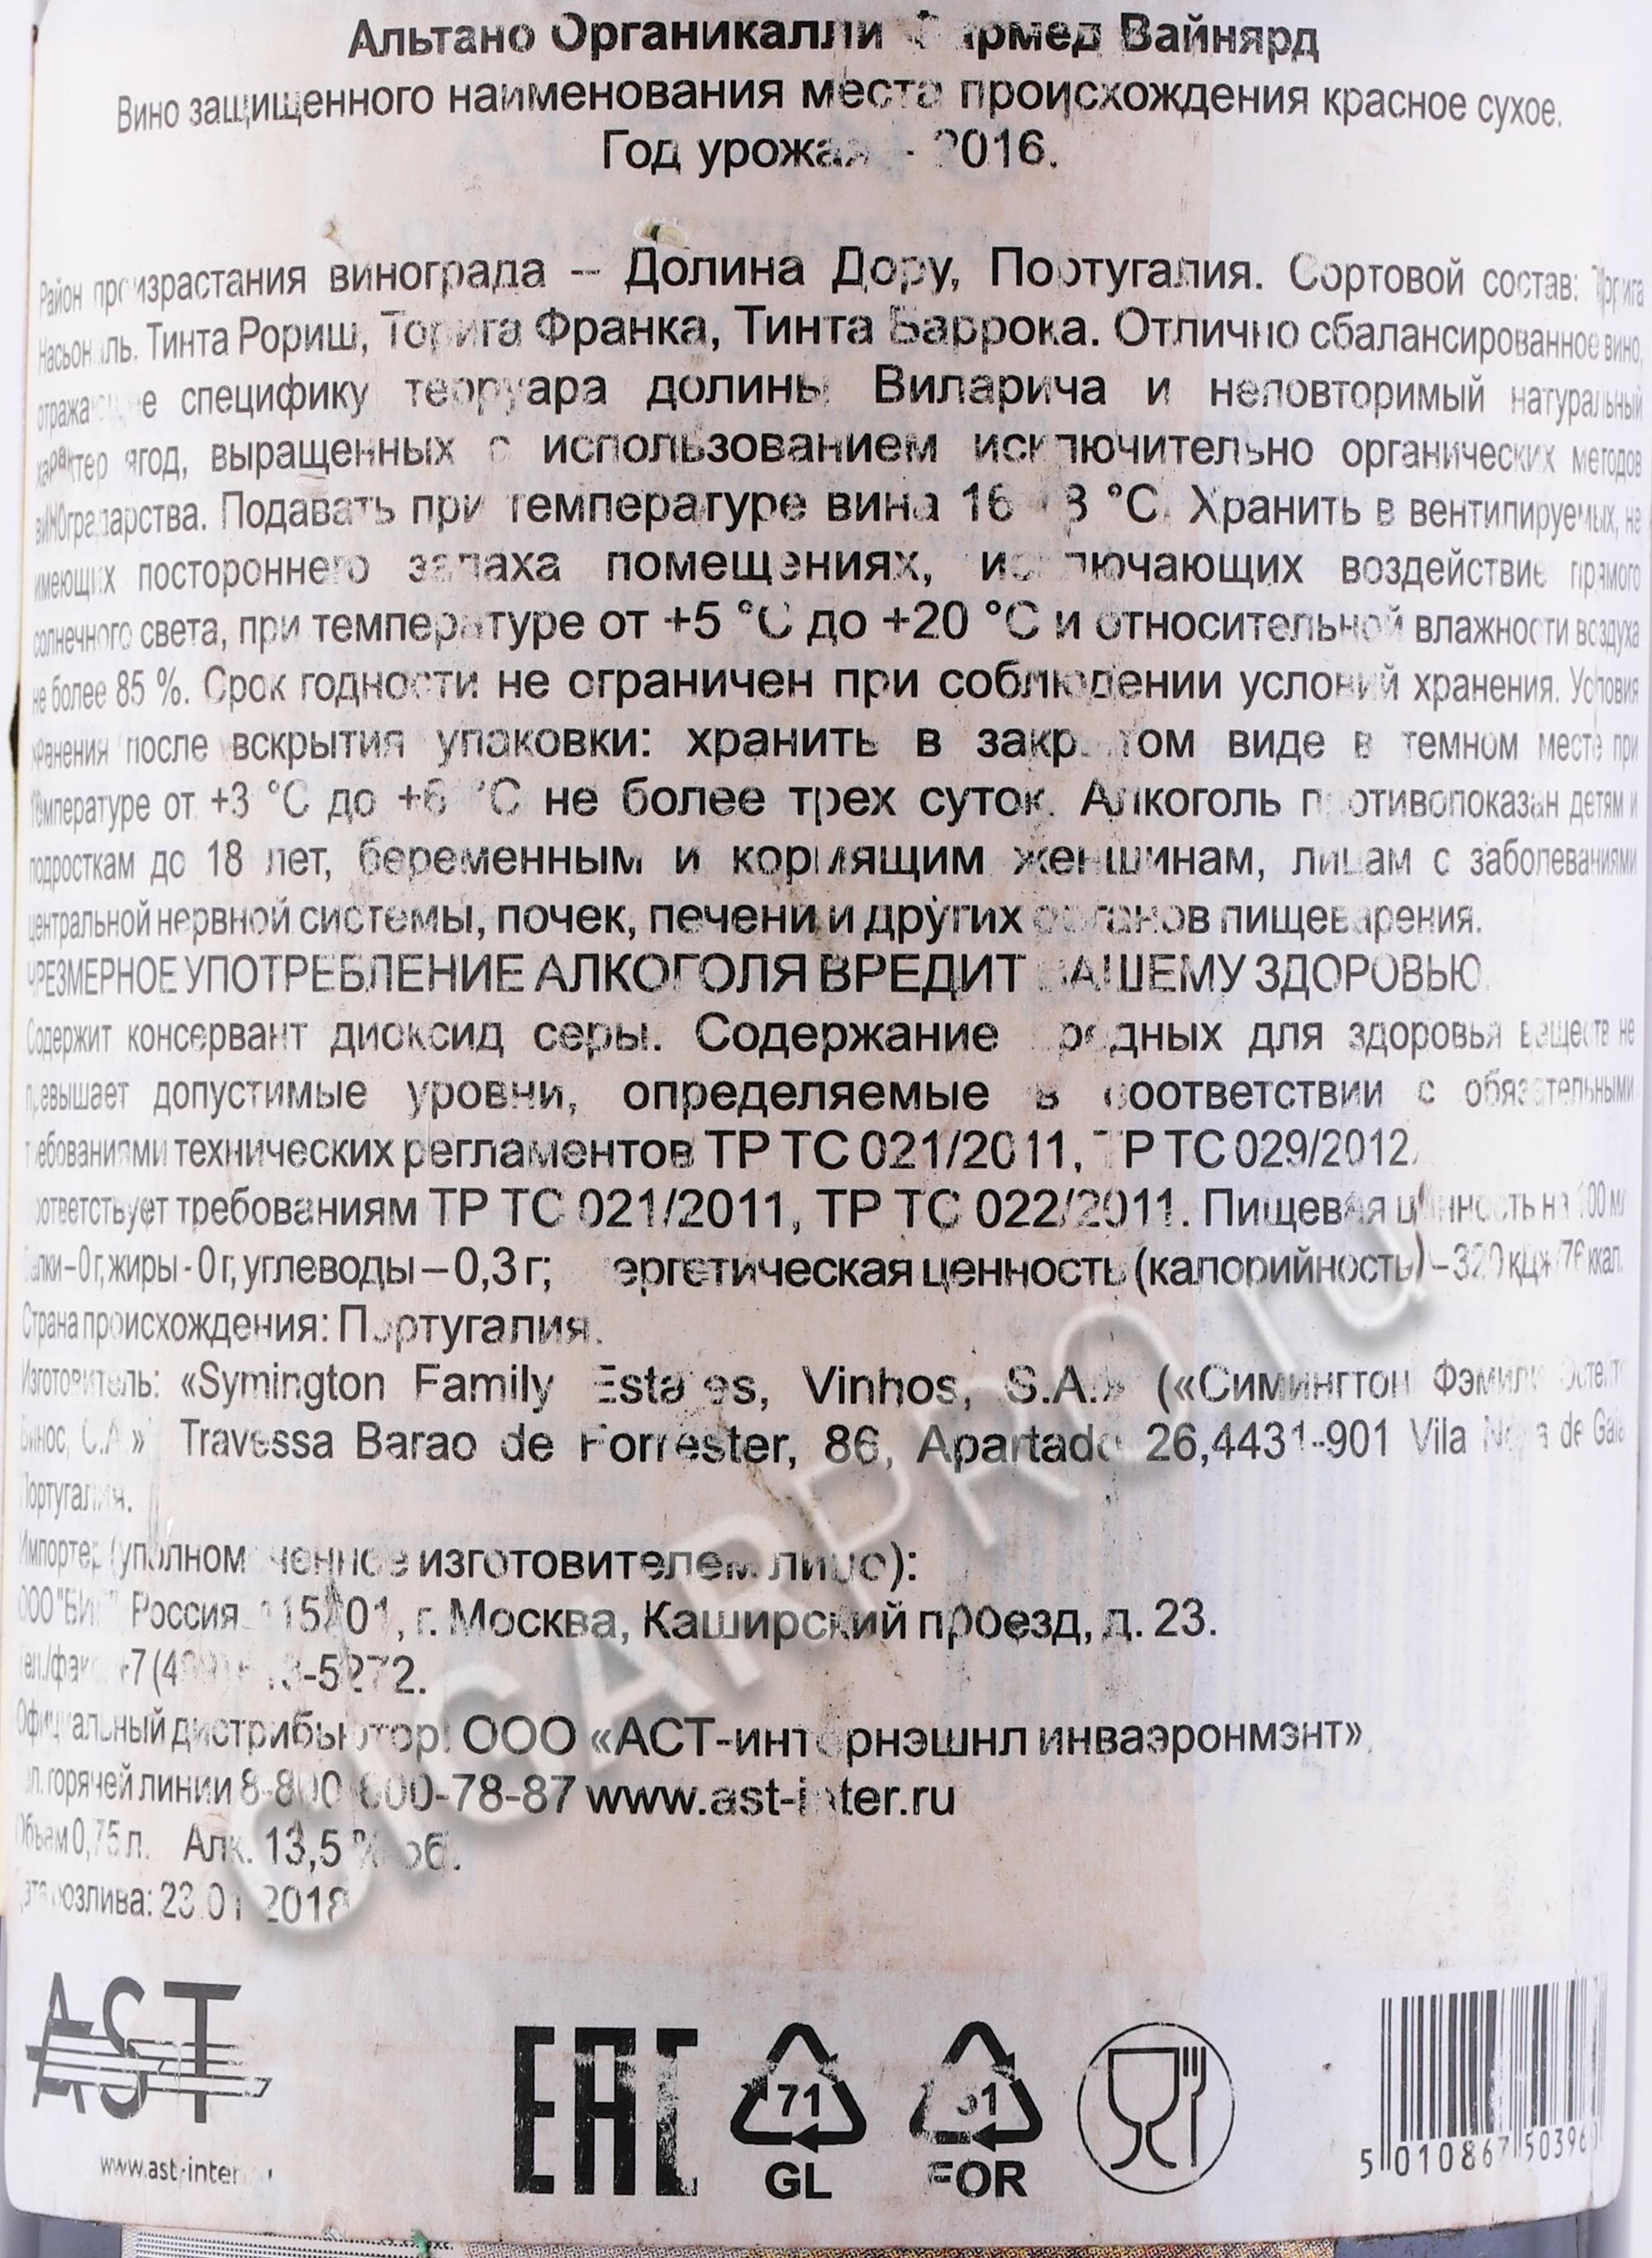 Альтано Органикалли Фармед Вайнярд
Вино защищенного наименования места происхождения красное сухое.
Год урожая - 2016.
Район произрастания винограда – Долина Дору, Португалия. Сортовой состав: Торига
Насьональ, Тинта Рориш, Торига Франка, Тинта Баррока. Отлично сбалансированное вино,
отражающее специфику терруара долины Виларича и неповторимый натуральный
характер ягод, выращенных с использованием исключительно органических методов
виноградарства. Подавать при температуре вина 16-18 °С. Хранить в вентилируемых, не
имеющих постороннего запаха помещениях, исключающих воздействие прямого
солнечного света, при температуре от +5 °С до +20 °С и относительной влажности воздуха
не более 85 %. Срок годности не ограничен при соблюдении условий хранения. Условия
хранения после вскрытия упаковки: хранить в закрытом виде в темном месте при
температуре от +3 °С до +6 °С не более трех суток. Алкоголь противопоказан детям и
подросткам до 18 лет, беременным и кормящим женщинам, лицам с заболеваниями
центральной нервной системы, почек, печени и других органов пищеварения.
ЧРЕЗМЕРНОЕ УПОТРЕБЛЕНИЕ АЛКОГОЛЯ ВРЕДИТ ВАШЕМУ ЗДОРОВЬЮ
Содержит консервант диоксид серы. Содержание вредных для здоровья веществ не
превышает допустимые уровни, определяемые в соответствии с обязательными
требованиями технических регламентов ТР ТС 021/2011, ТР ТС 029/2012.
Соответствует требованиям ТР ТС 021/2011, ТР ТС 022/2011. Пищевая ценность на 100 мл:
белки – 0 г, жиры - 0 г, углеводы – 0,3 г; энергетическая ценность (калорийность) – 320 кДж/76 ккал.
Страна происхождения: Португалия.
Изготовитель: «Symington Family Estates, Vinhos, S.A.» («Симингтон Фэмили Эстейтс
Винос, С.А.») Travessa Barao de Forrester, 86, Apartado 26,4431-901 Vila Nova de Gaia
Португалия.
Импортер (уполномоченное изготовителем лицо):
ООО Россия, г. Москва, Каширский проезд, д. 23.
Тел./факс +7
Официальный дистрибьютор: ООО «АСТ-интернэшнл инваэронмэнт»,
тел. горячей линии 8-800-600-78-87 www.ast-inter.ru
Объем 0,75 л. Алк. 13,5 % об.
Дата розлива: 23.01.2018
AST
www.ast-inter.ru
EAC
71
GL
51
FOR
5 010867 50396
CIGARPRO.ru